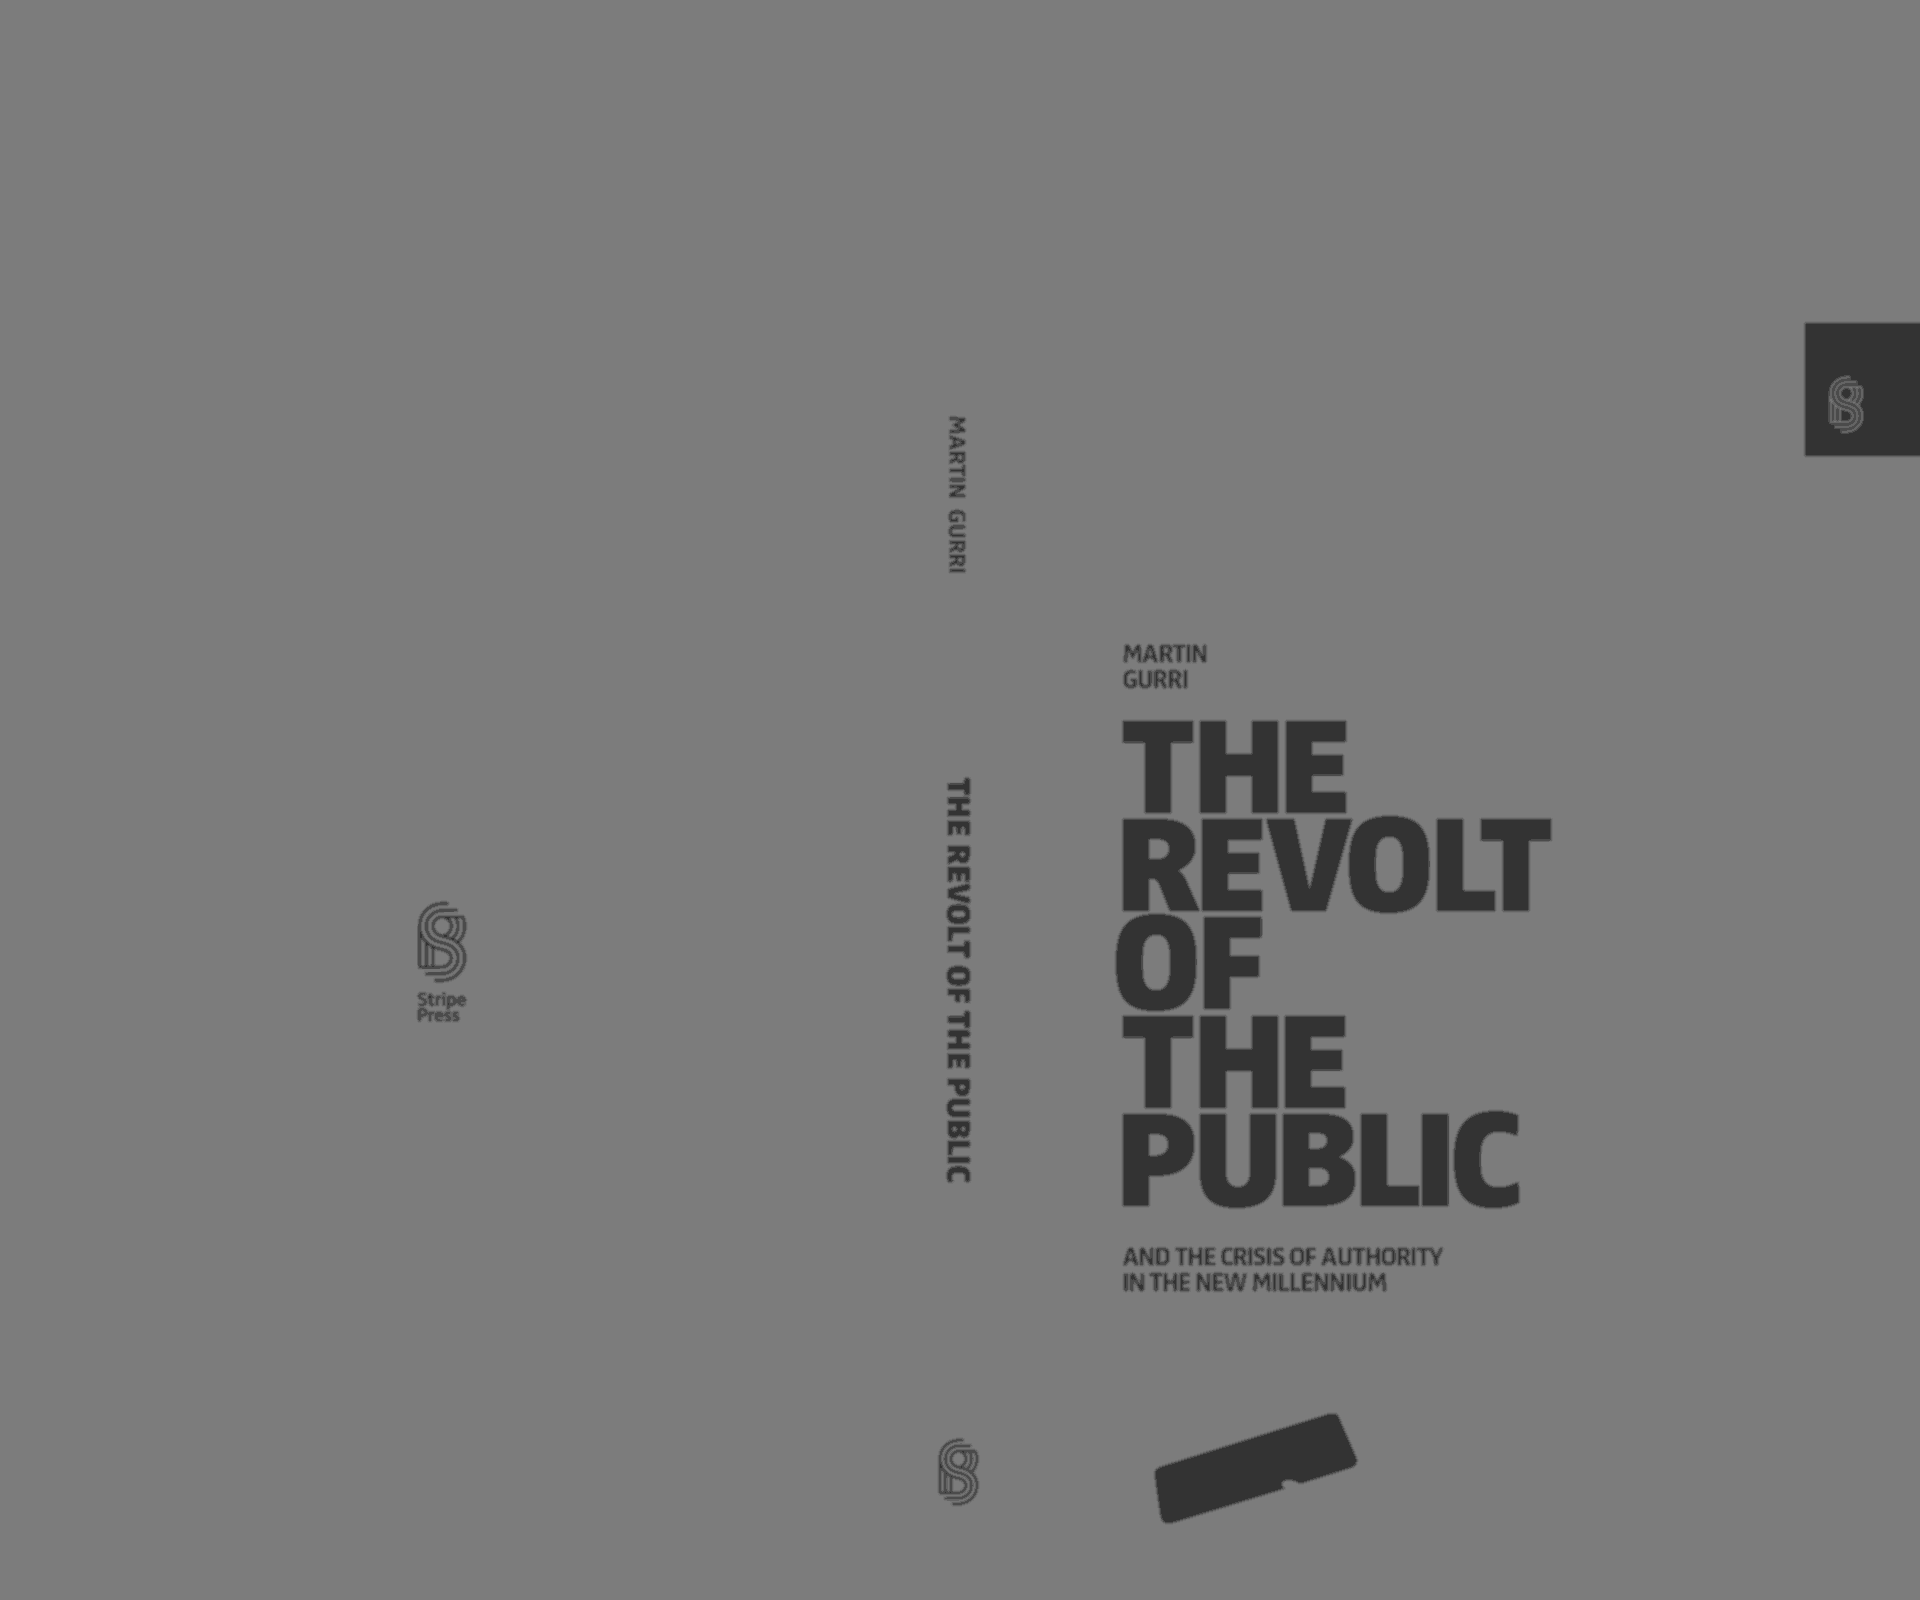 Stripe
Press
MARTIN GURRI
THE REVOLT OF THE PUBLIC
MARTIN
GURRI
THE
REVOLT
OF
THE
PUBLIC
AND THE CRISIS OF AUTHORITY
IN THE NEW MILLENNIUM